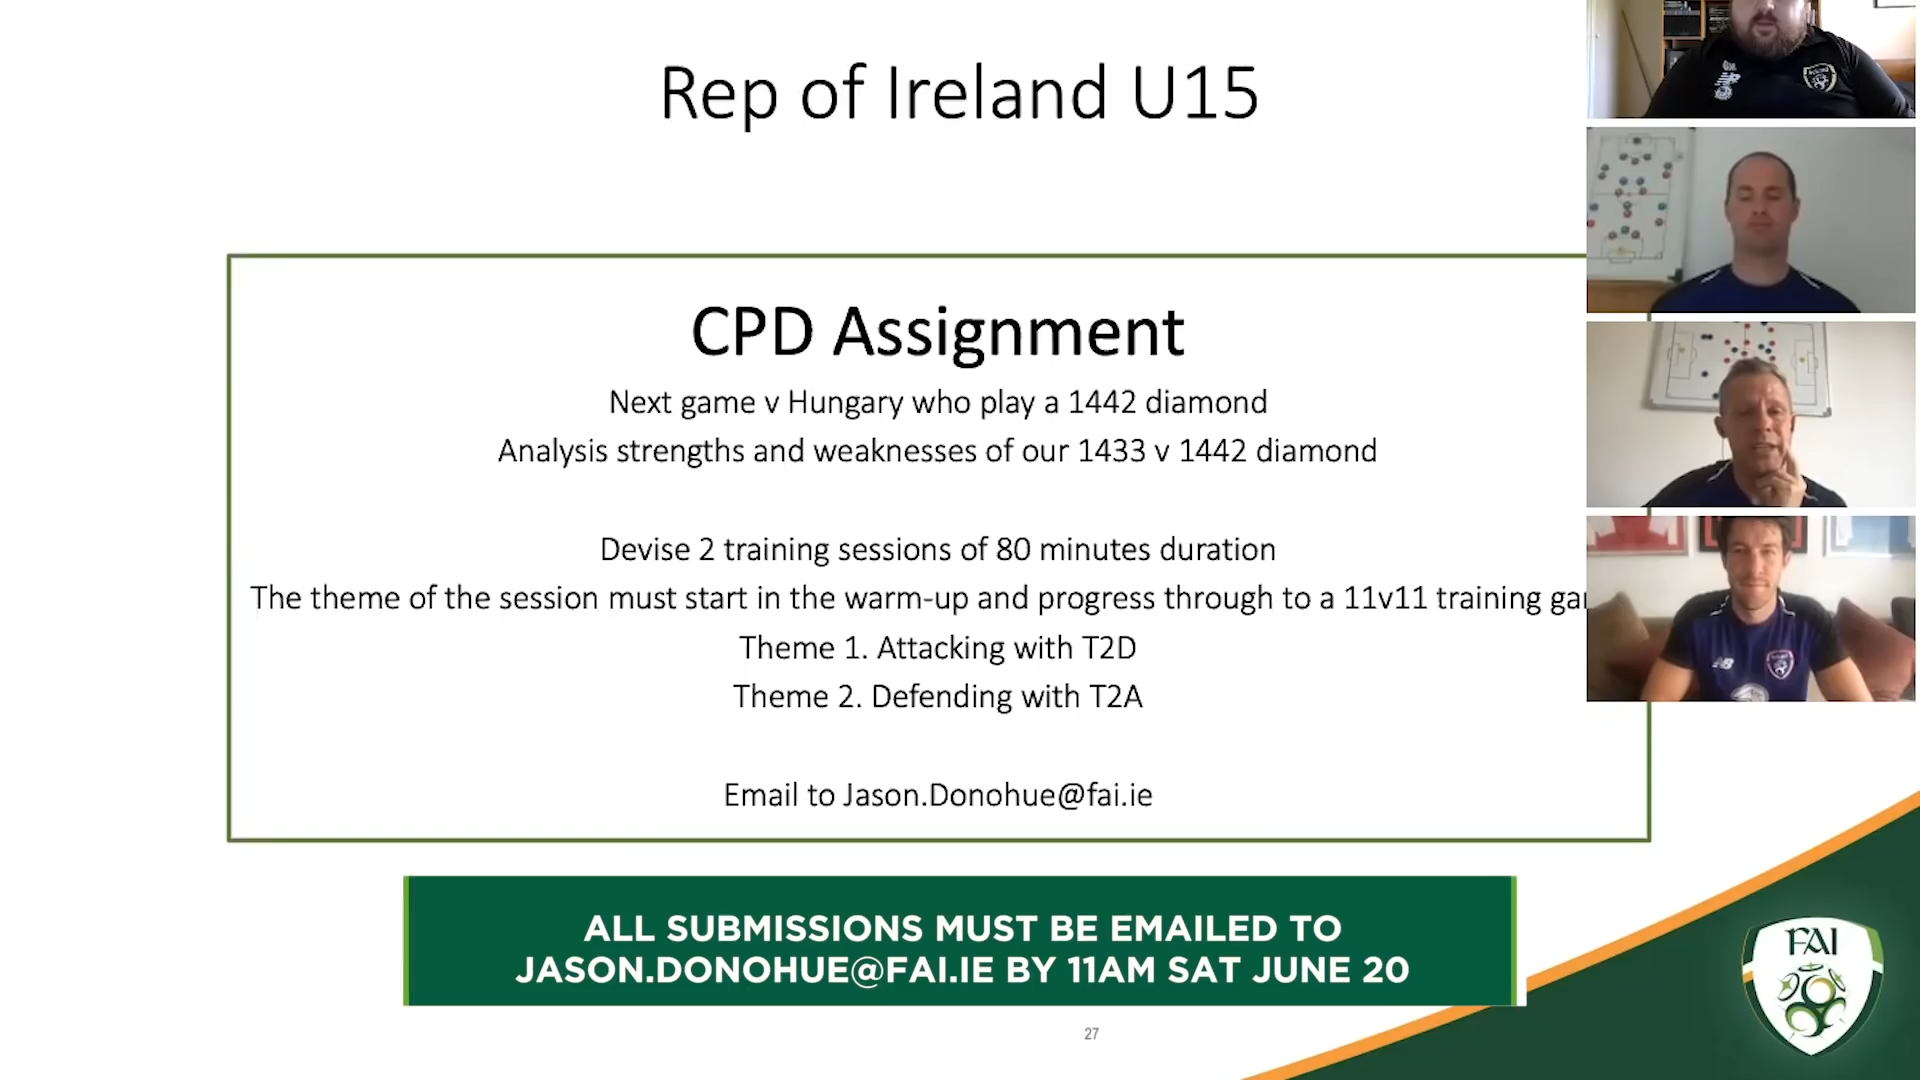 Rep of Ireland U15
CPD Assignment
Next game v Hungary who play a 1442 diamond
Analysis strengths and weaknesses of our 1433 v 1442 diamond
Devise 2 training sessions of 80 minutes duration
The theme of the session must start in the warm-up and progress through to a 11v11 training
Theme 1. Attacking with T2D
Theme 2. Defending with T2A
Email to Jason.Donohue@fai.ie
ALL SUBMISSIONS MUST BE EMAILED TO
JASON.DONOHUE@FAI.IE BY 11AM SAT JUNE 20
27
FAI